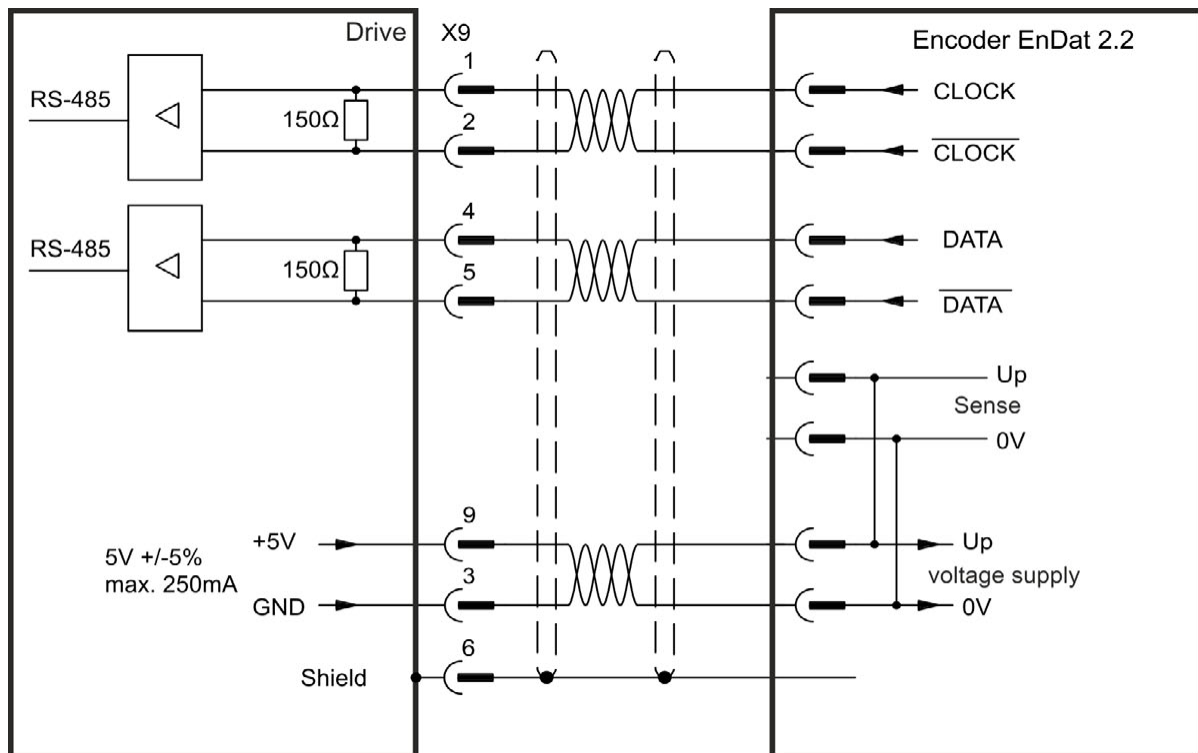 Drive X9
Encoder EnDat 2.2
1
RS-485
CLOCK
150Ω
2
CLOCK
4
RS-485
DATA
150Ω
5
DATA
Up
Sense
0V
9
+5V
Up
5V +/-5%
max. 250mA
3
voltage supply
GND
0V
6
Shield